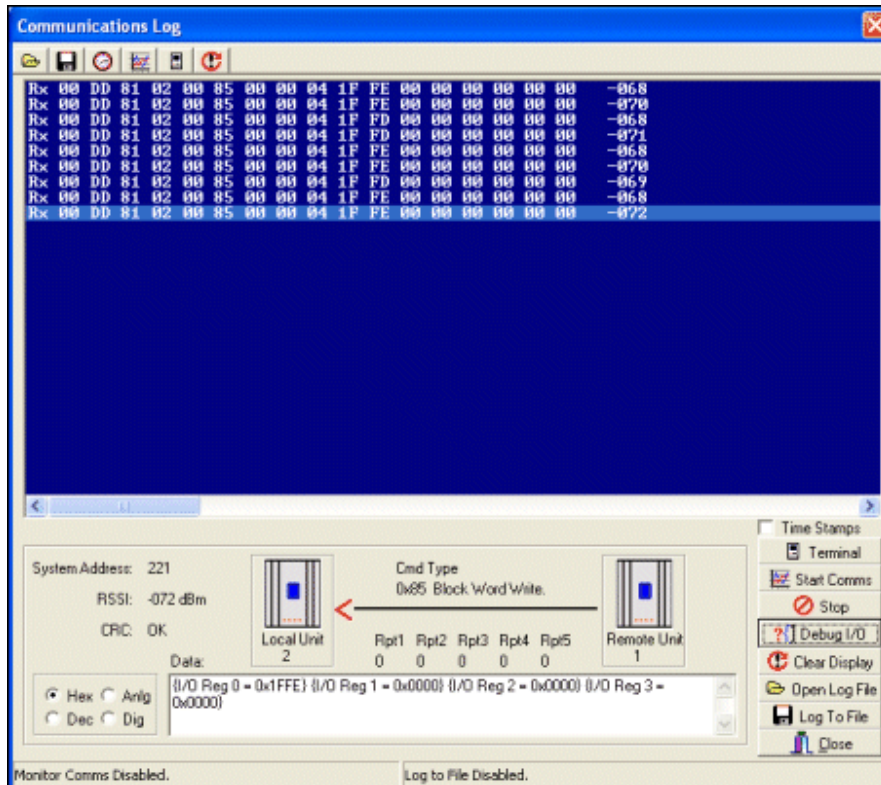 Communications Log
Rx 00 DD 81 02 00 85 00 00 04 1F FE 00 00 00 00 00 00 -068
Rx 00 DD 81 02 00 85 00 00 04 1F FE 00 00 00 00 00 00 -070
Rx 00 DD 81 02 00 85 00 00 04 1F FD 00 00 00 00 00 00 -068
Rx 00 DD 81 02 00 85 00 00 04 1F FD 00 00 00 00 00 00 -071
Rx 00 DD 81 02 00 85 00 00 04 1F FE 00 00 00 00 00 00 -068
Rx 00 DD 81 02 00 85 00 00 04 1F FE 00 00 00 00 00 00 -070
Rx 00 DD 81 02 00 85 00 00 04 1F FD 00 00 00 00 00 00 -069
Rx 00 DD 81 02 00 85 00 00 04 1F FE 00 00 00 00 00 00 -068
Rx 00 DD 81 02 00 85 00 00 04 1F FE 00 00 00 00 00 00 -072
Time Stamps
Terminal
Start Comms
Stop
Debug I/O
Clear Display
Open Log File
Log To File
Close
System Address: 221
RSSI: -072 dBm
CRC: OK
Local Unit
2
Cmd Type
0x85 Block Word Write.
Rpt1 Rpt2 Rpt3 Rpt4 Rpt5
0 0 0 0 0
Remote Unit
1
Data:
Hex Anlg
Dec Dig
{I/O Reg 0 = 0x1FFE} {I/O Reg 1 = 0x0000} {I/O Reg 2 = 0x0000} {I/O Reg 3 =
0x0000}
Monitor Comms Disabled.
Log to File Disabled.